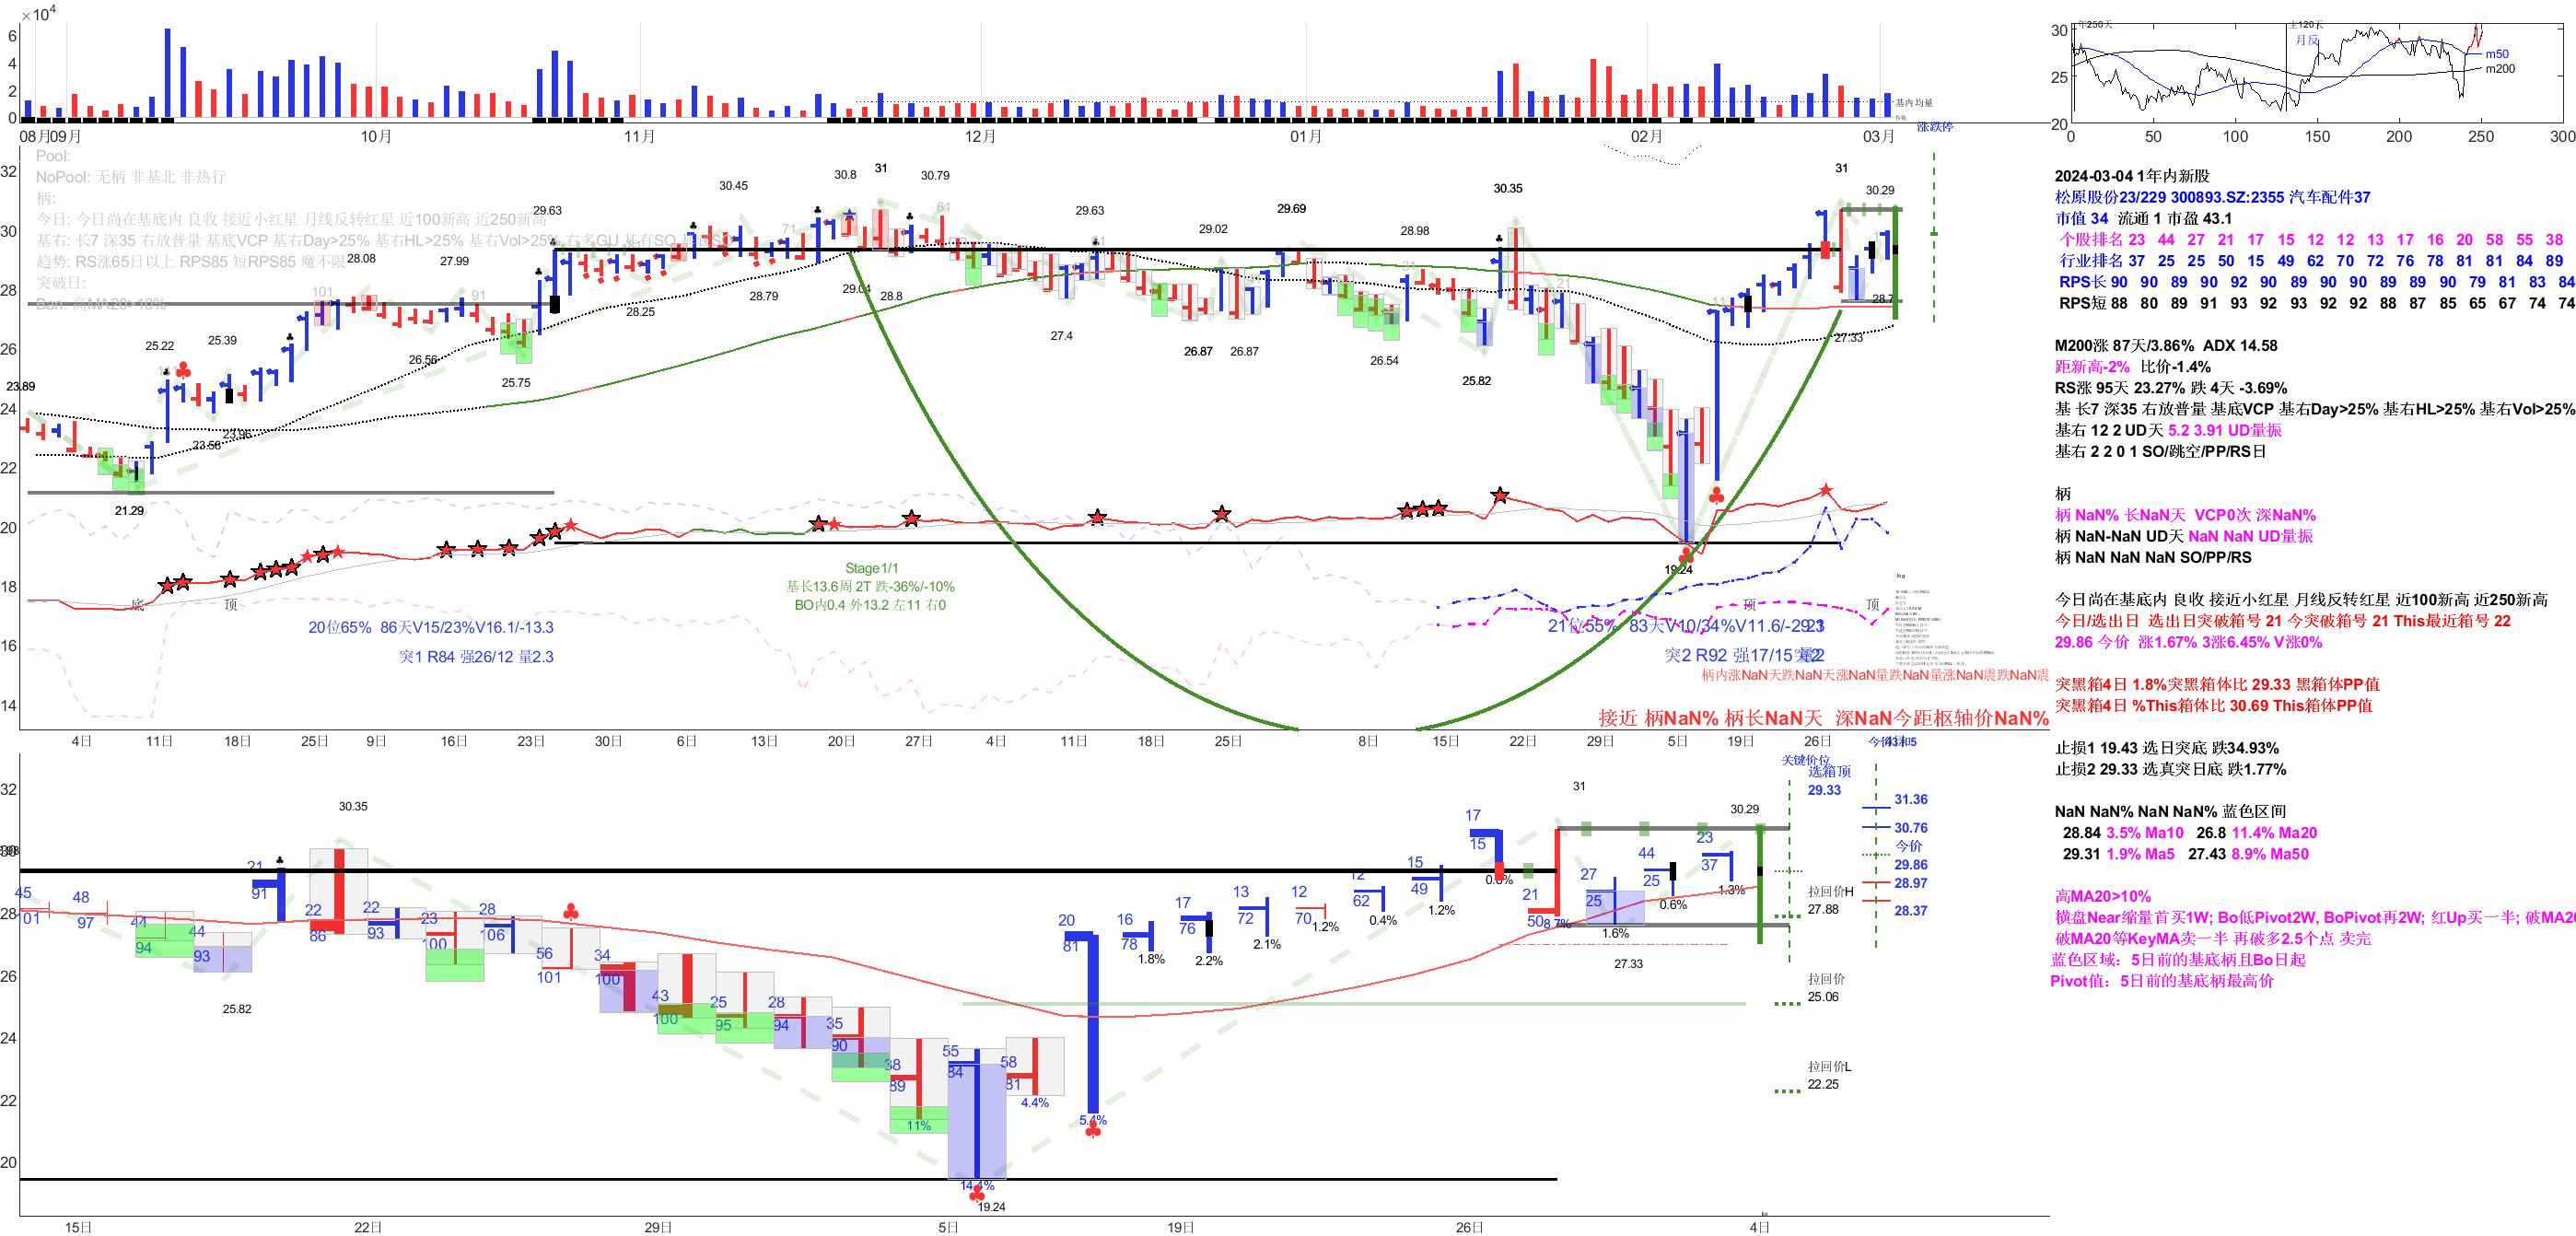 ×10⁴
6
4
2
0
08月09月
10月
11月
12月
01月
02月
03月
基内均量
涨跌停
30
25
20
年250天
主120天
月反
m50
m200
0 50 100 150 200 250 300
Pool:
NoPool: 无柄 非基北 非热行
柄:
今日: 今日尚在基底内 良收 接近小红星 月线反转红星 近100新高 近250新高
基右: 长7 深35 右放普量 基底VCP 基右Day>25% 基右HL>25% 基右Vol>25%
趋势: RS涨65日以上 RPS85 短RPS85 魔不限
突破日:
Dan: 高MA20>10%
32
30
28
26
24
22
20
18
16
14
23.89
21.29
25.22
23.58
25.39
23.96
101
28.08
26.56
27.99
91
25.75
29.63
28.25
30.45
28.79
71
30.8
29.04
31
28.8
30.79
61
27.4
29.63
51
26.87
29.02
26.87
29.69
26.54
28.98
31
25.82
30.35
21
19.24
11
31
27.33
30.29
28.7
底
顶
顶
顶
Stage1/1
基长13.6周 2T 跌-36%/-10%
BO内0.4 外13.2 左11 右0
20位65% 86天V15/23%V16.1/-13.3
突1 R84 强26/12 量2.3
21位55% 83天V10/34%V11.6/-29.1
突2 R92 强17/15
柄内涨NaN天跌NaN天涨NaN量跌NaN量涨NaN震跌NaN震
接近 柄NaN% 柄长NaN天 深NaN今距枢轴价NaN%
4日 11日 18日 25日 9日 16日 23日 30日 6日 13日 20日 27日 4日 11日 18日 25日 8日 15日 22日 29日 5日 19日 26日
2024-03-04 1年内新股
松原股份23/229 300893.SZ:2355 汽车配件37
市值 34 流通 1 市盈 43.1
个股排名 23 44 27 21 17 15 12 12 13 17 16 20 58 55 38
行业排名 37 25 25 50 15 49 62 70 72 76 78 81 81 84 89
RPS长 90 90 89 90 92 90 89 90 90 89 89 90 79 81 83 84
RPS短 88 80 89 91 93 92 93 92 92 88 87 85 65 67 74 74
M200涨 87天/3.86% ADX 14.58
距新高-2% 比价-1.4%
RS涨 95天 23.27% 跌 4天 -3.69%
基 长7 深35 右放普量 基底VCP 基右Day>25% 基右HL>25% 基右Vol>25%
基右 12 2 UD天 5.2 3.91 UD量振
基右 2 2 0 1 SO/跳空/PP/RS日
柄
柄 NaN% 长NaN天 VCP0次 深NaN%
柄 NaN-NaN UD天 NaN NaN UD量振
柄 NaN NaN NaN SO/PP/RS
今日尚在基底内 良收 接近小红星 月线反转红星 近100新高 近250新高
今日/选出日 选出日突破箱号 21 今突破箱号 21 This最近箱号 22
29.86 今价 涨1.67% 3涨6.45% V涨0%
突黑箱4日 1.8%突黑箱体比 29.33 黑箱体PP值
突黑箱4日 %This箱体比 30.69 This箱体PP值
止损1 19.43 选日突底 跌34.93%
止损2 29.33 选真突日底 跌1.77%
NaN NaN% NaN NaN% 蓝色区间
28.84 3.5% Ma10 26.8 11.4% Ma20
29.31 1.9% Ma5 27.43 8.9% Ma50
高MA20>10%
横盘Near缩量首买1W; Bo低Pivot2W, BoPivot再2W; 红Up买一半; 破MA20
破MA20等KeyMA卖一半 再破多2.5个点 卖完
蓝色区域: 5日前的基底柄且Bo日起
Pivot值: 5日前的基底柄最高价
32
28
26
24
22
20
45
101
48
97
44
94
44
93
25.82
21
91
30.35
22
86
22
93
23
100
28
106
56
101
34
100
43
100
25
95
28
94
35
90
38
89
11%
55
84
14.4%
19.24
58
81
4.4%
20
81
5.4%
16
78
1.8%
17
76
2.2%
13
72
2.1%
12
70
1.2%
12
62
0.4%
15
49
1.2%
17
15
21
50
8.7%
31
27
25
1.6%
27.33
44
25
0.6%
23
37
1.3%
30.29
关键价位
选箱顶
29.33
拉回价H
27.88
拉回价
25.06
拉回价L
22.25
31.36
30.76
今价
29.86
28.97
28.37
15日 22日 29日 5日 19日 26日 4日